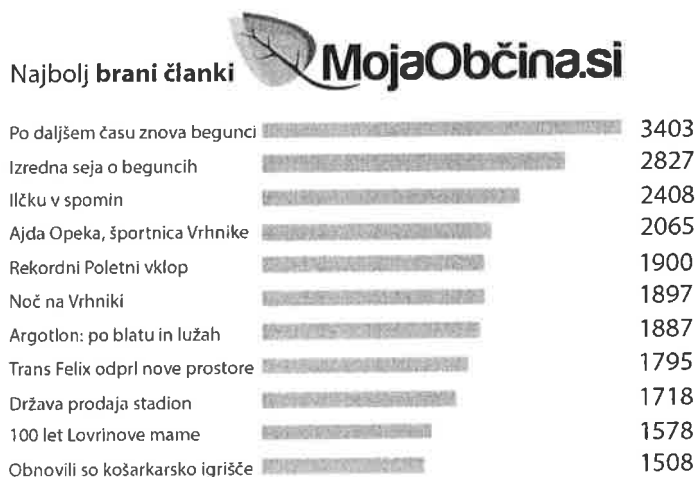 Najbolj brani članki MojaObčina.si
Po daljšem času znova begunci 3403
Izredna seja o beguncih 2827
Ilčku v spomin 2408
Ajda Opeka, športnica Vrhnike 2065
Rekordni Poletni vklop 1900
Noč na Vrhniki 1897
Argotlon: po blatu in lužah 1887
Trans Felix odprl nove prostore 1795
Država prodaja stadion 1718
100 let Lovrinove mame 1578
Obnovili so košarkarsko igrišče 1508